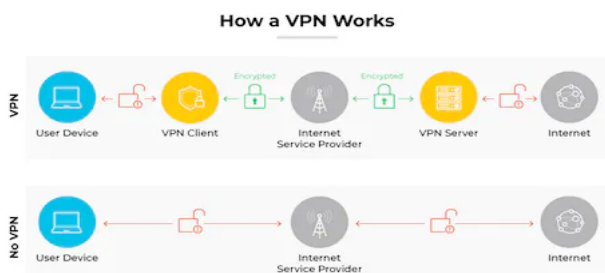 How a VPN Works
VPN
Encrypted
Encrypted
User Device
VPN Client
Internet
Service Provider
VPN Server
Internet
No VPN
User Device
Internet
Service Provider
Internet